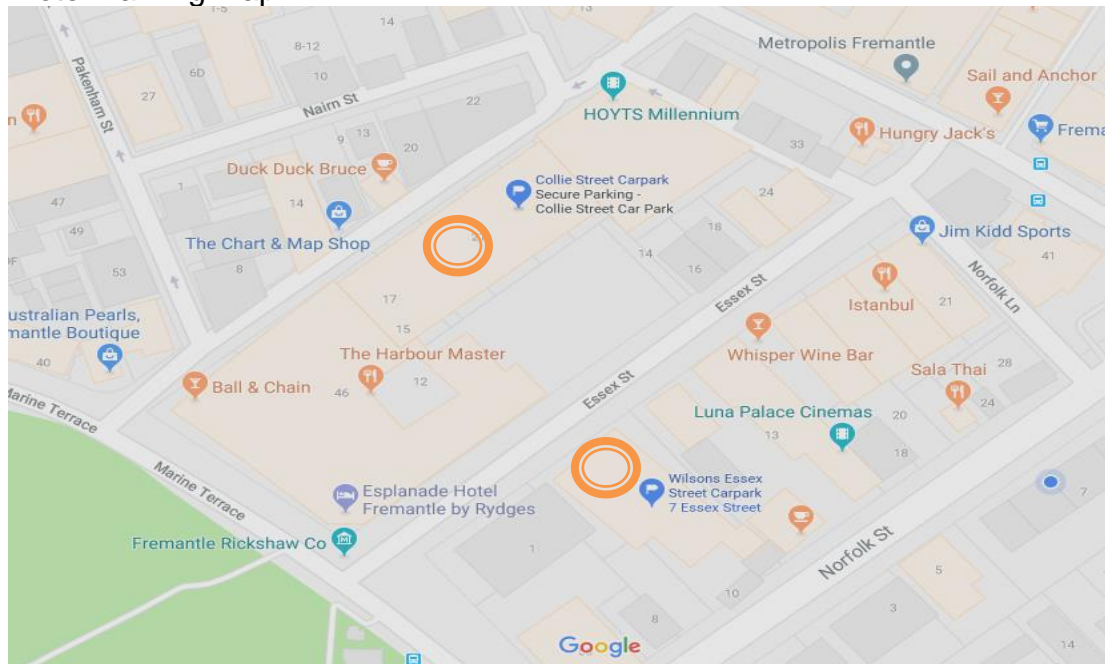 14
13
8-12
Metropolis Fremantle
6D
10
Sail and Anchor
Pakenham St
27
Nairn St
22
HOYTS Millennium
Hungry Jack's
Frema
9
13
20
33
Duck Duck Bruce
Collie Street Carpark
Secure Parking -
Collie Street Car Park
1
14
24
47
The Chart & Map Shop
18
Jim Kidd Sports
49
14
41
53
8
16
Essex St
Norfolk Ln
17
Istanbul
21
ustralian Pearls,
mantle Boutique
15
The Harbour Master
Whisper Wine Bar
40
Sala Thai
28
Ball & Chain
46
12
Essex St
24
Marine Terrace
Luna Palace Cinemas
20
13
18
Marine Terrace
Wilsons Essex
Street Carpark
7 Essex Street
7
Esplanade Hotel
Fremantle by Rydges
Fremantle Rickshaw Co
1
Norfolk St
5
10
3
8
Google
14